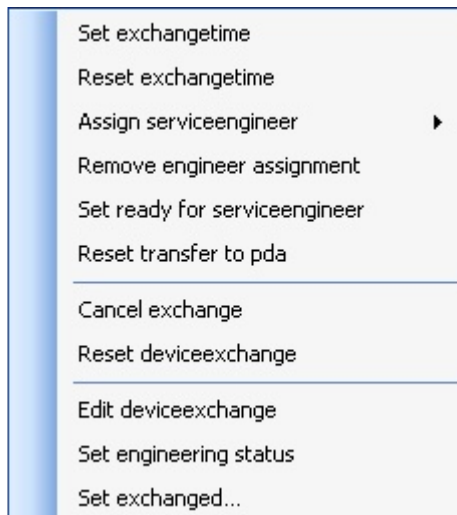 Set exchangetime
Reset exchangetime
Assign serviceengineer
Remove engineer assignment
Set ready for serviceengineer
Reset transfer to pda
Cancel exchange
Reset deviceexchange
Edit deviceexchange
Set engineering status
Set exchanged...